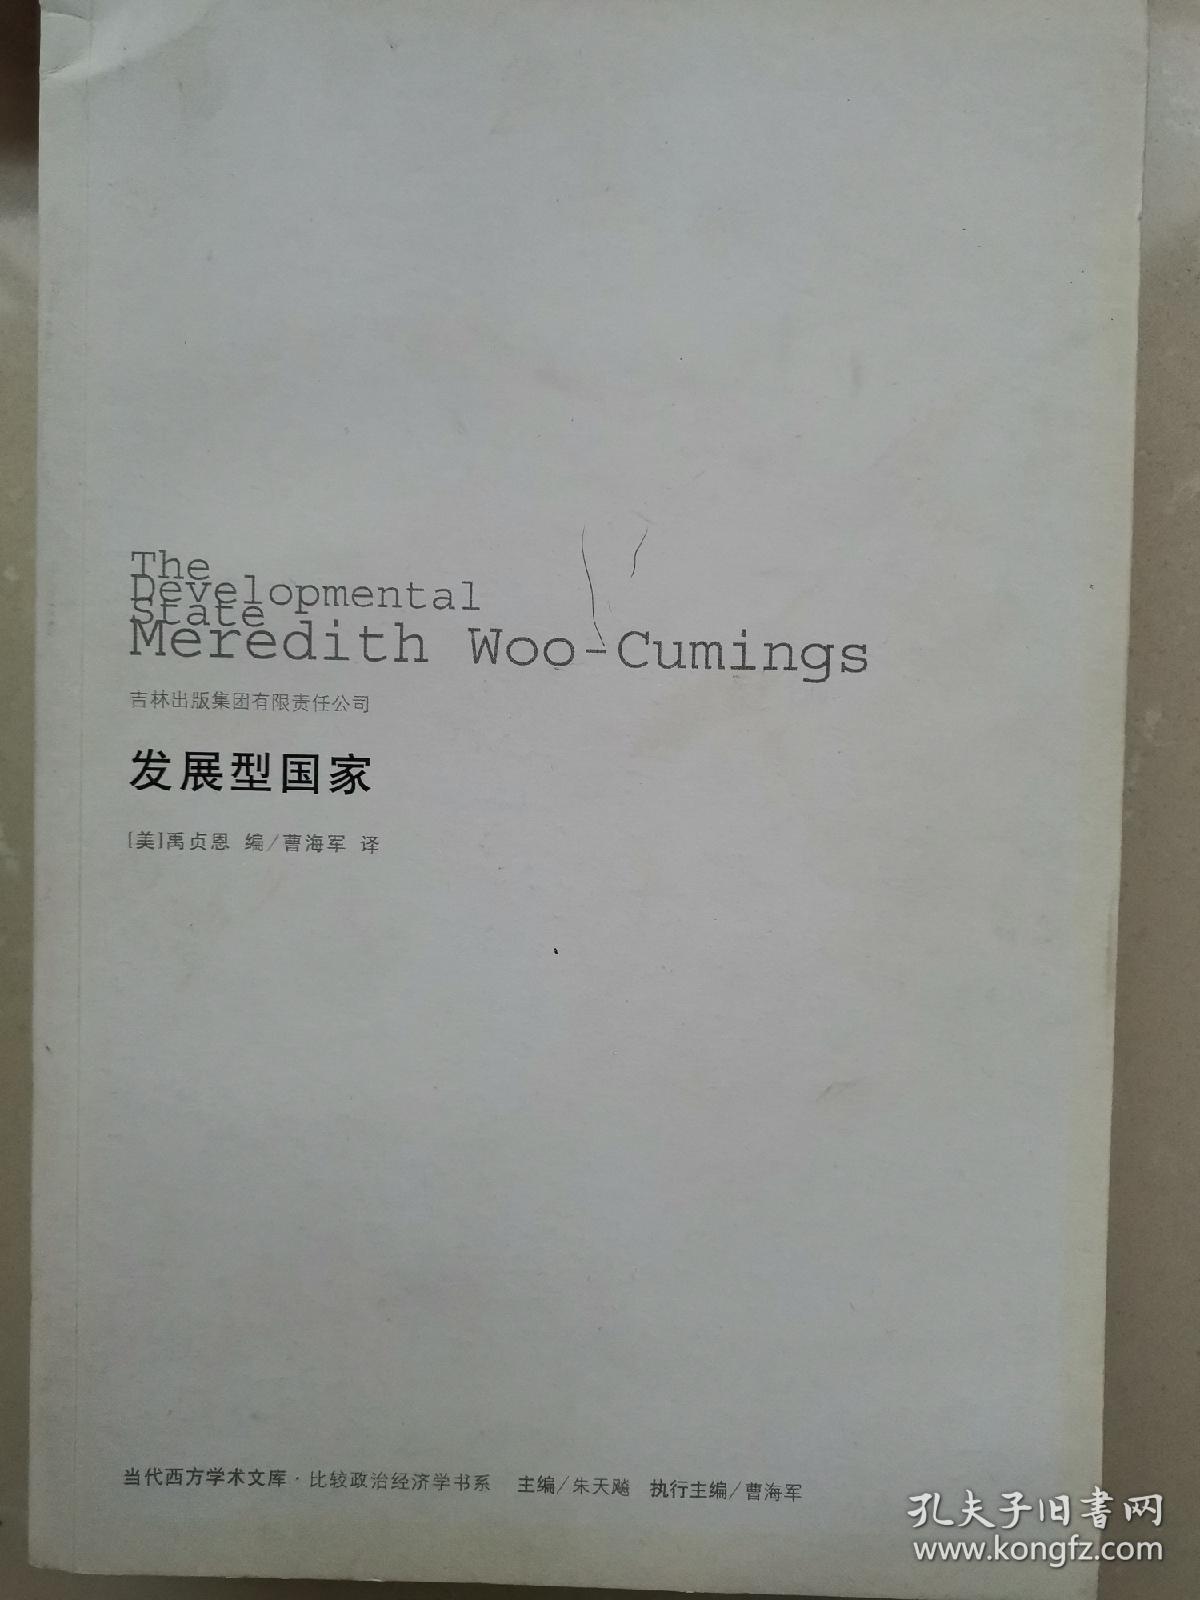 The
Developmental
State
Meredith Woo-Cumings
吉林出版集团有限责任公司
发展型国家
[美]禹贞恩 编/曹海军 译
当代西方学术文库·比较政治经济学书系 主编/朱天飚 执行主编/曹海军
孔夫子旧书网
www.kongfz.com